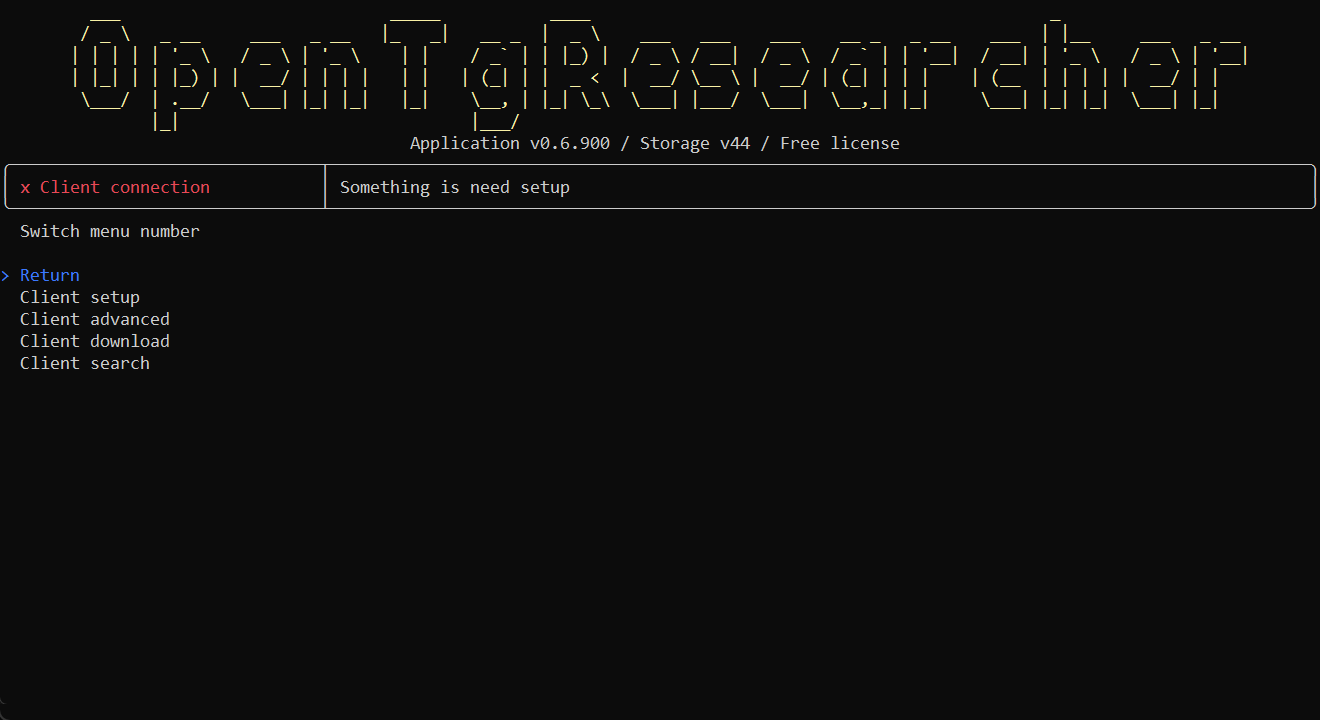 OpenTgResearcher
Application v0.6.900 / Storage v44 / Free license
x Client connection
Something is need setup
Switch menu number
> Return
Client setup
Client advanced
Client download
Client search